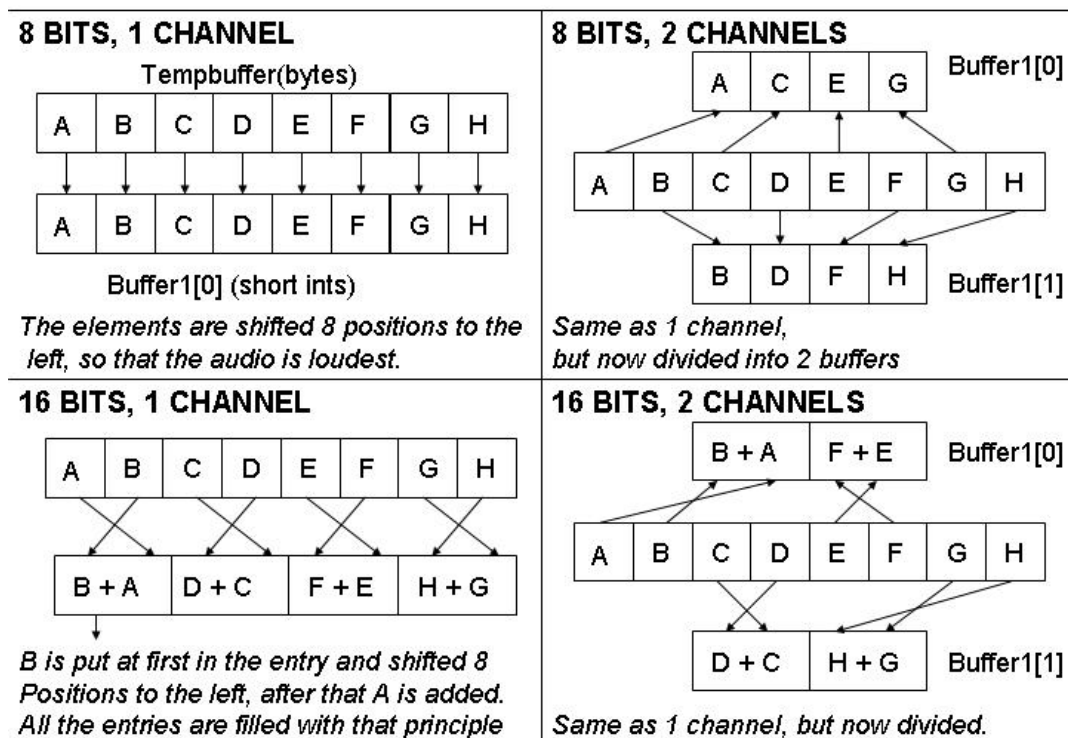 8 BITS, 1 CHANNEL
Tempbuffer(bytes)
A B C D E F G H
A B C D E F G H
Buffer1[0] (short ints)
The elements are shifted 8 positions to the
left, so that the audio is loudest.
8 BITS, 2 CHANNELS
A C E G Buffer1[0]
A B C D E F G H
B D F H Buffer1[1]
Same as 1 channel,
but now divided into 2 buffers
16 BITS, 1 CHANNEL
A B C D E F G H
B + A D + C F + E H + G
B is put at first in the entry and shifted 8
Positions to the left, after that A is added.
All the entries are filled with that principle
16 BITS, 2 CHANNELS
B + A F + E Buffer1[0]
A B C D E F G H
D + C H + G Buffer1[1]
Same as 1 channel, but now divided.